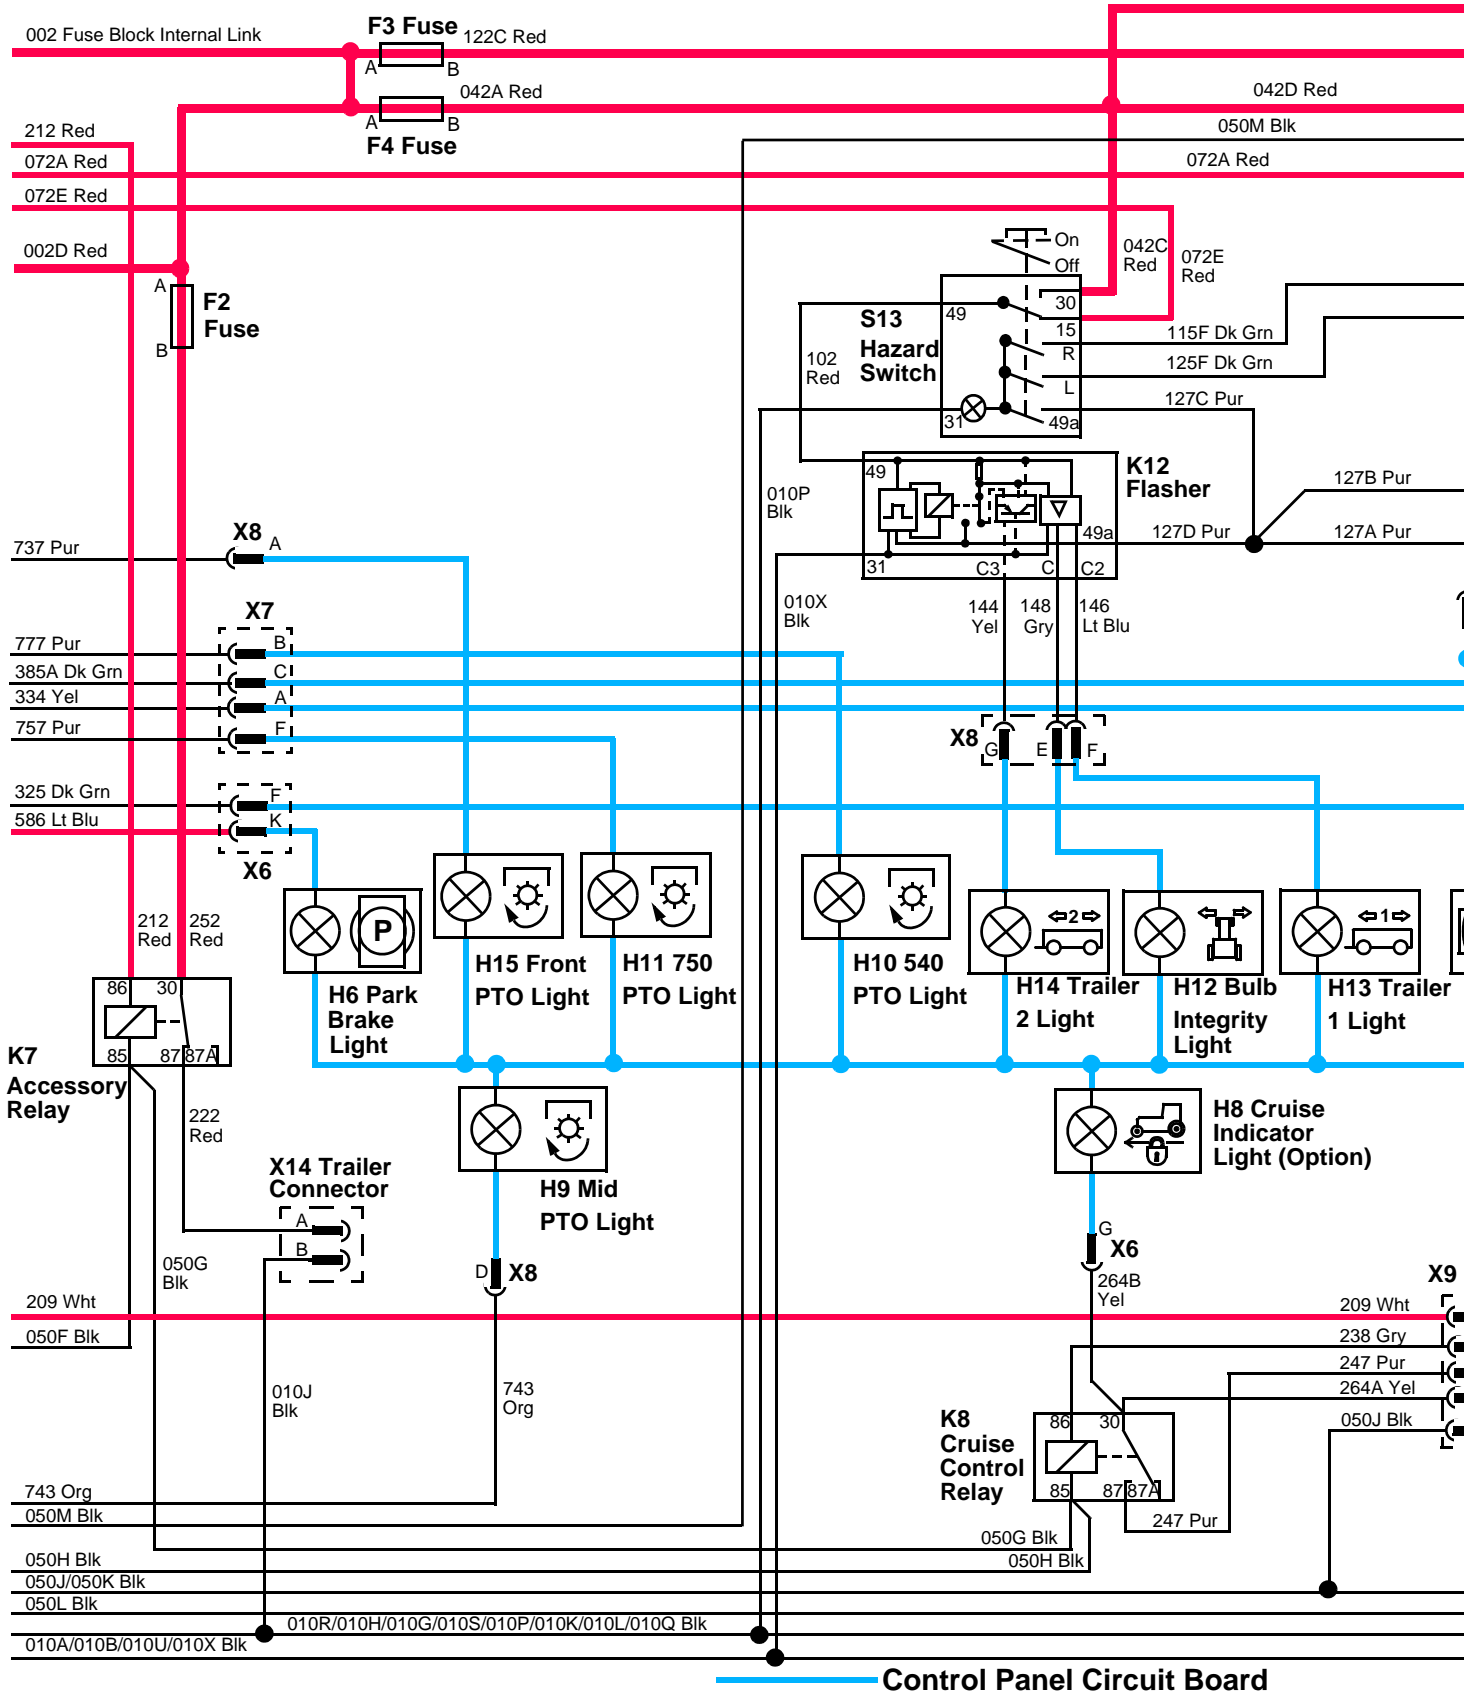 F3 Fuse
002 Fuse Block Internal Link
122C Red
A
B
042A Red
042D Red
A
B
F4 Fuse
212 Red
050M Blk
072A Red
072A Red
072E Red
002D Red
On
Off
042C
Red
072E
Red
A
F2
Fuse
B
49
30
S13
Hazard
Switch
15
R
115F Dk Grn
102
Red
125F Dk Grn
L
127C Pur
31
49a
K12
Flasher
49
127B Pur
010P
Blk
X8
A
737 Pur
49a
127D Pur
127A Pur
31
C3
C
C2
010X
Blk
144
Yel
148
Gry
146
Lt Blu
X7
777 Pur
B
385A Dk Grn
C
334 Yel
A
757 Pur
F
X8
G
E
F
325 Dk Grn
F
586 Lt Blu
K
X6
212
Red
252
Red
P
2
1
H15 Front
PTO Light
H11 750
PTO Light
H10 540
PTO Light
H14 Trailer
2 Light
H12 Bulb
Integrity
Light
H13 Trailer
1 Light
H6 Park
Brake
Light
86
30
85
87
87A
K7
Accessory
Relay
222
Red
H8 Cruise
Indicator
Light (Option)
X14 Trailer
Connector
A
B
H9 Mid
PTO Light
G
X6
050G
Blk
D
X8
264B
Yel
X9
209 Wht
209 Wht
050F Blk
238 Gry
247 Pur
264A Yel
010J
Blk
743
Org
050J Blk
K8
Cruise
Control
Relay
86
30
85
87
87A
743 Org
050M Blk
247 Pur
050G Blk
050H Blk
050H Blk
050J/050K Blk
050L Blk
010R/010H/010G/010S/010P/010K/010L/010Q Blk
010A/010B/010U/010X Blk
Control Panel Circuit Board